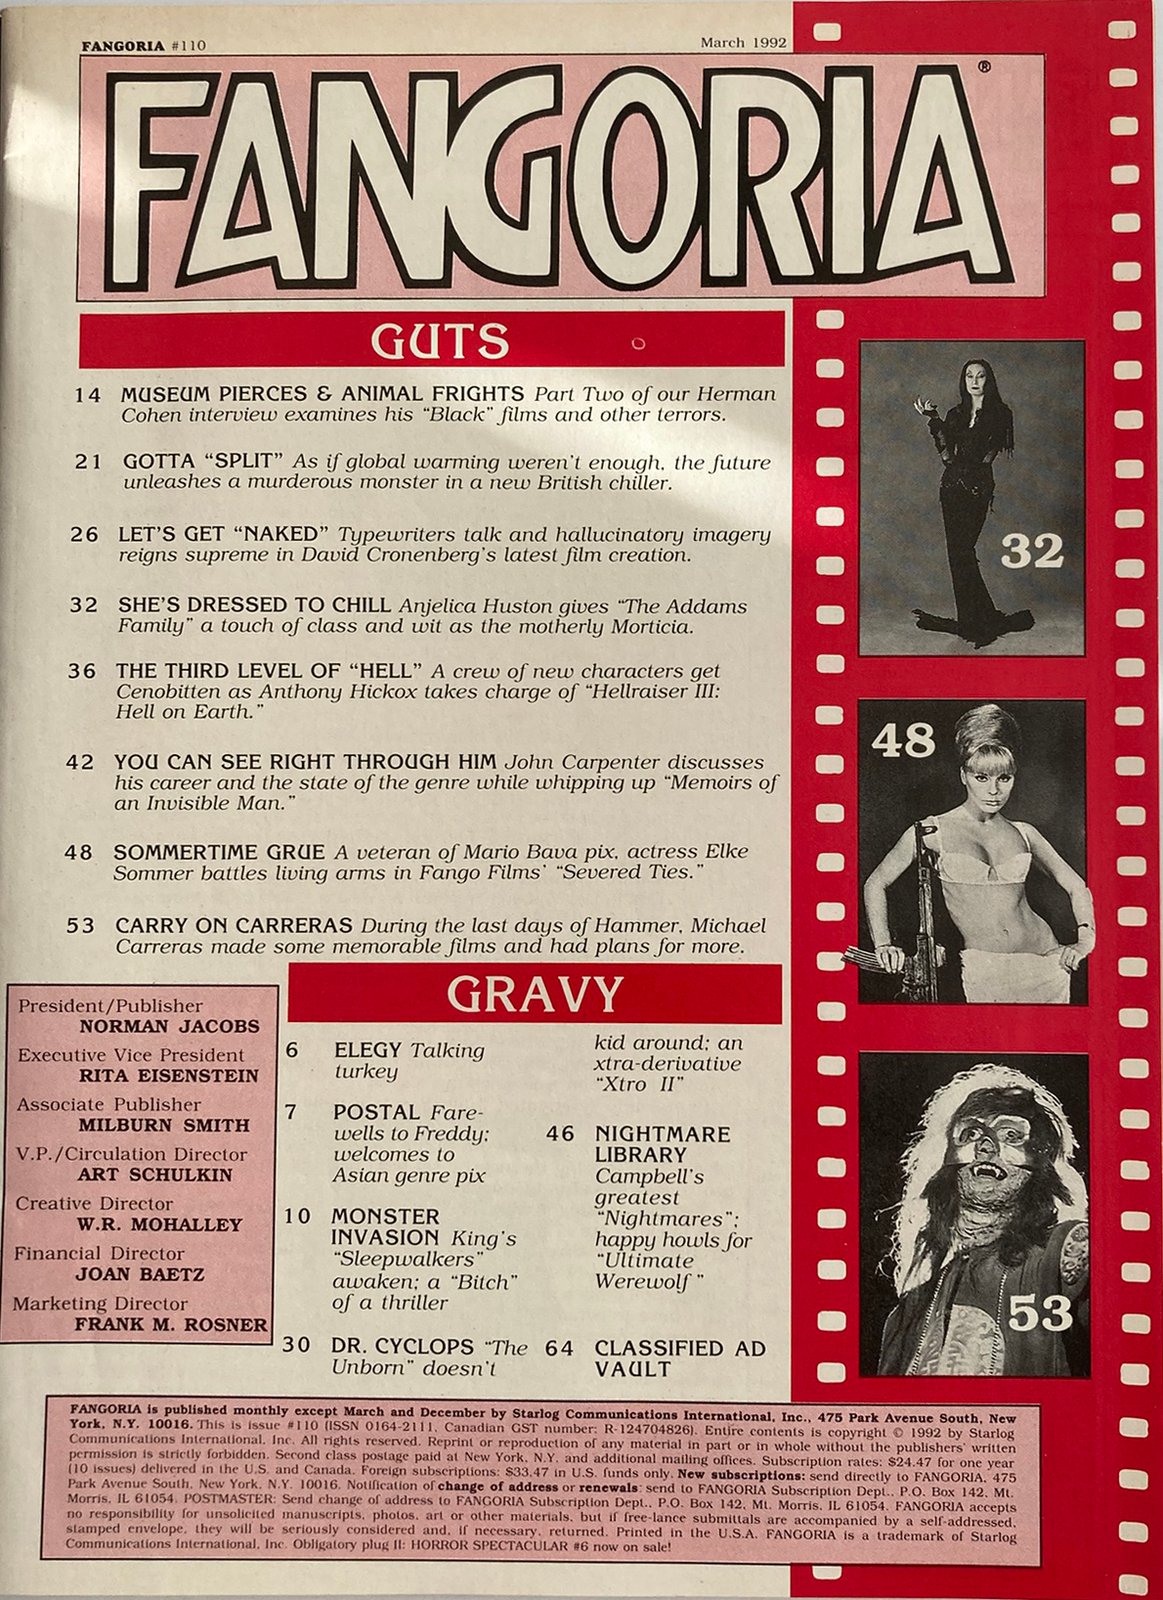 FANGORIA #110
March 1992
FANGORIA®
GUTS
14 MUSEUM PIERCES & ANIMAL FRIGHTS Part Two of our Herman
Cohen interview examines his "Black" films and other terrors.
21 GOTTA "SPLIT" As if global warming weren't enough, the future
unleashes a murderous monster in a new British chiller.
26 LET'S GET "NAKED" Typewriters talk and hallucinatory imagery
reigns supreme in David Cronenberg's latest film creation.
32 SHE'S DRESSED TO CHILL Anjelica Huston gives "The Addams
Family" a touch of class and wit as the motherly Morticia.
36 THE THIRD LEVEL OF "HELL" A crew of new characters get
Cenobitten as Anthony Hickox takes charge of "Hellraiser III:
Hell on Earth."
42 YOU CAN SEE RIGHT THROUGH HIM John Carpenter discusses
his career and the state of the genre while whipping up "Memoirs of
an Invisible Man."
48 SOMMERTIME GRUE A veteran of Mario Bava pix, actress Elke
Sommer battles living arms in Fango Films' "Severed Ties."
53 CARRY ON CARRERAS During the last days of Hammer, Michael
Carreras made some memorable films and had plans for more.
32
48
53
President/Publisher
NORMAN JACOBS
Executive Vice President
RITA EISENSTEIN
Associate Publisher
MILBURN SMITH
V.P./Circulation Director
ART SCHULKIN
Creative Director
W.R. MOHALLEY
Financial Director
JOAN BAETZ
Marketing Director
FRANK M. ROSNER
GRAVY
6 ELEGY Talking
turkey
7 POSTAL Fare-
wells to Freddy;
welcomes to
Asian genre pix
10 MONSTER
INVASION King's
"Sleepwalkers"
awaken; a "Bitch"
of a thriller
30 DR. CYCLOPS "The
Unborn" doesn't
kid around; an
xtra-derivative
"Xtro II"
46 NIGHTMARE
LIBRARY
Campbell's
greatest
"Nightmares";
happy howls for
"Ultimate
Werewolf"
64 CLASSIFIED AD
VAULT
FANGORIA is published monthly except March and December by Starlog Communications International, Inc., 475 Park Avenue South, New
York, N.Y. 10016. This is issue #110 (ISSN 0164-2111, Canadian GST number: R-124704826). Entire contents is copyright © 1992 by Starlog
Communications International, Inc. All rights reserved. Reprint or reproduction of any material in part or in whole without the publishers' written
permission is strictly forbidden. Second class postage paid at New York, N.Y. and additional mailing offices. Subscription rates: $24.47 for one year
(10 issues) delivered in the U.S. and Canada. Foreign subscriptions: $33.47 in U.S. funds only. New subscriptions: send directly to FANGORIA, 475
Park Avenue South, New York, N.Y. 10016. Notification of change of address or renewals: send to FANGORIA Subscription Dept., P.O. Box 142, Mt.
Morris, IL 61054. POSTMASTER: Send change of address to FANGORIA Subscription Dept., P.O. Box 142, Mt. Morris, IL 61054. FANGORIA accepts
no responsibility for unsolicited manuscripts, photos, art or other materials, but if free-lance submittals are accompanied by a self-addressed,
stamped envelope, they will be seriously considered and, if necessary, returned. Printed in the U.S.A. FANGORIA is a trademark of Starlog
Communications International, Inc. Obligatory plug II: HORROR SPECTACULAR #6 now on sale!